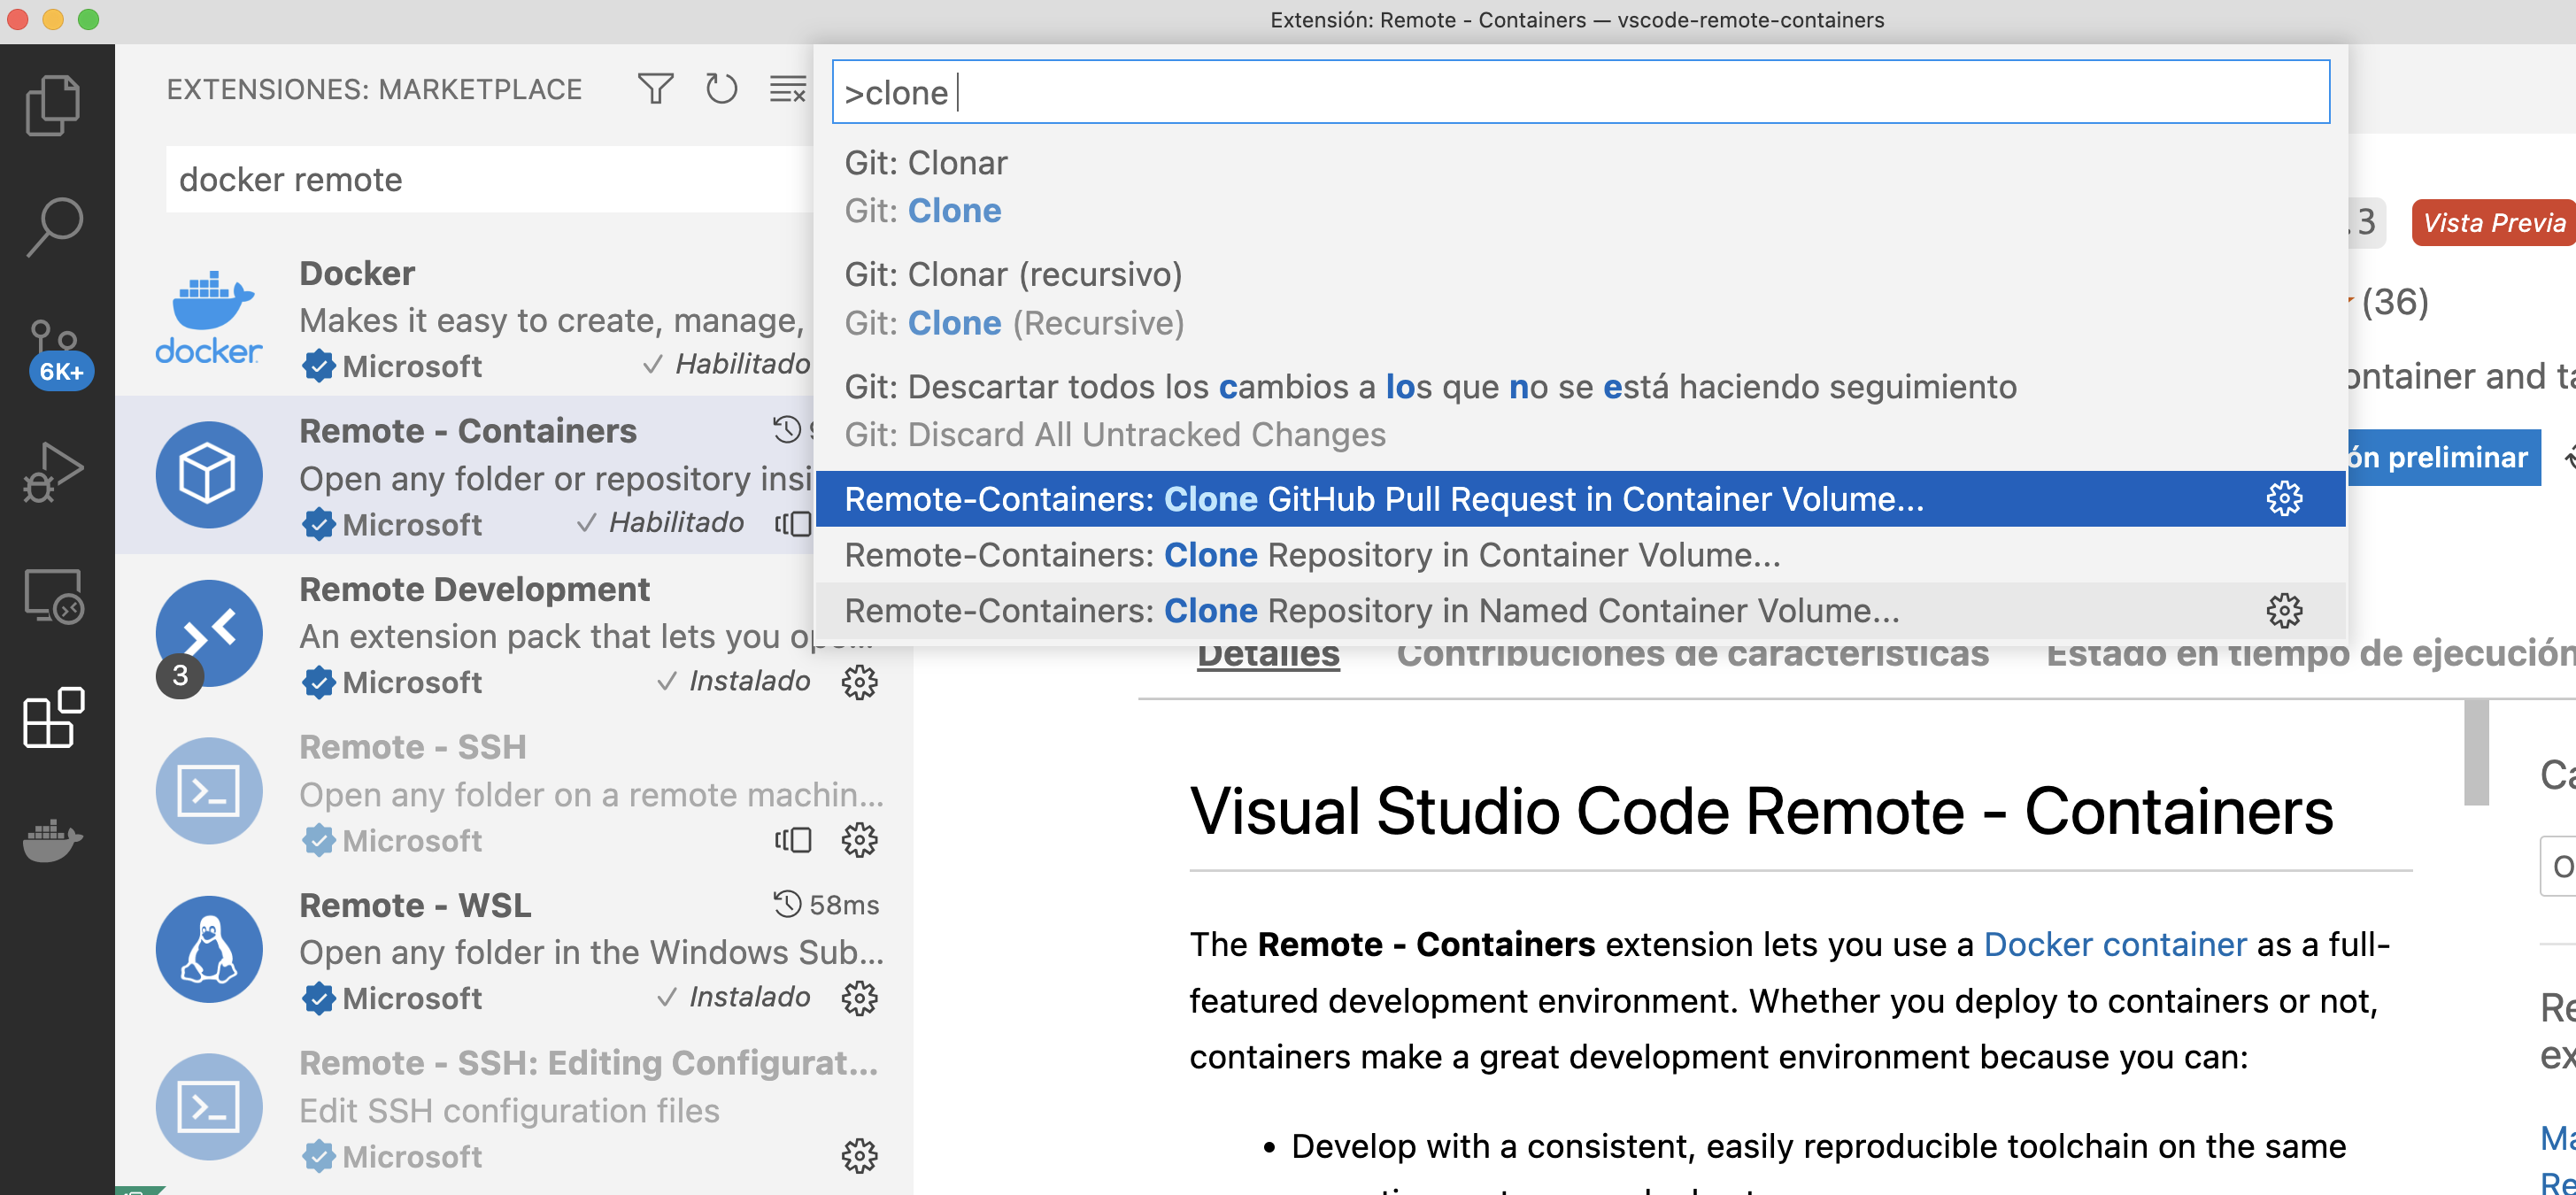 Extensión: Remote - Containers — vscode-remote-containers
EXTENSIONES: MARKETPLACE
docker remote
>clone
Git: Clonar
Git: Clone
Git: Clonar (recursivo)
Git: Clone (Recursive)
Git: Descartar todos los cambios a los que no se está haciendo seguimiento
Git: Discard All Untracked Changes
Remote-Containers: Clone GitHub Pull Request in Container Volume...
Remote-Containers: Clone Repository in Container Volume...
Remote-Containers: Clone Repository in Named Container Volume...
6K+
docker
Docker
Makes it easy to create, manage,
Microsoft
Habilitado
Remote - Containers
Open any folder or repository insi
Microsoft
Habilitado
Remote Development
An extension pack that lets you
3
Microsoft
Instalado
Remote - SSH
Open any folder on a remote machin...
Microsoft
Remote - WSL
58ms
Open any folder in the Windows Sub...
Microsoft
Instalado
Remote - SSH: Editing Configurat...
Edit SSH configuration files
Microsoft
.3
Vista Previa
(36)
and
preliminar
Detalles
Contribuciones de características
Estado en tiempo de ejecución
Visual Studio Code Remote - Containers
The Remote - Containers extension lets you use a Docker container as a full-
featured development environment. Whether you deploy to containers or not,
containers make a great development environment because you can:
• Develop with a consistent, easily reproducible toolchain on the same